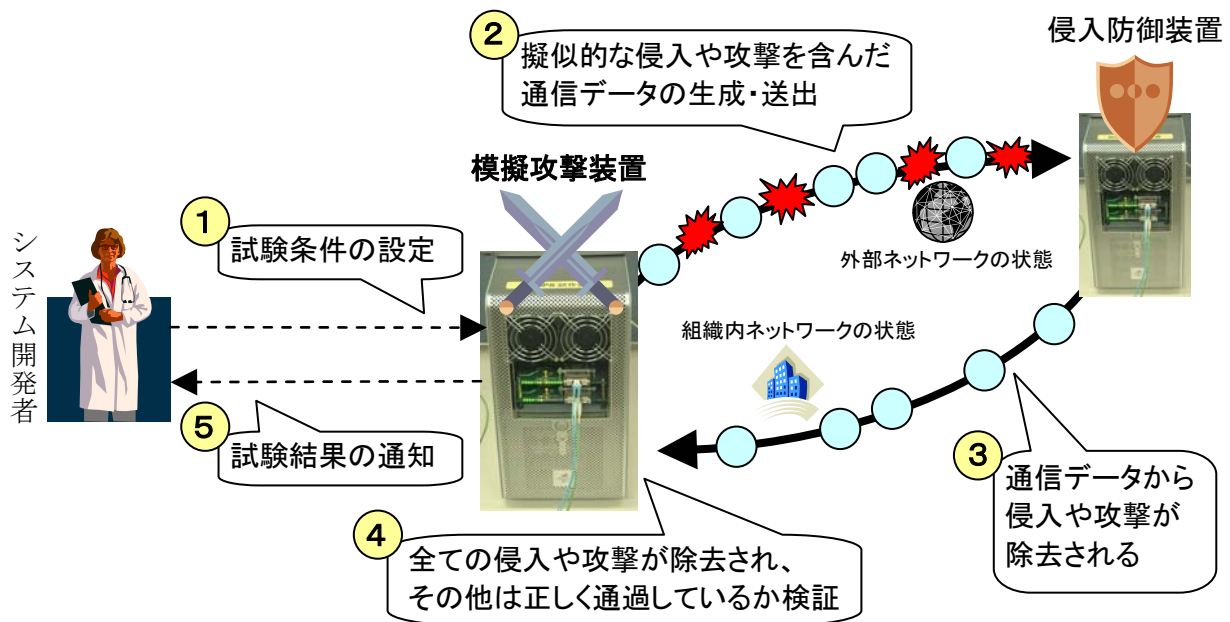 侵入防御装置
2
擬似的な侵入や攻撃を含んだ
通信データの生成・送出
模擬攻撃装置
1
試験条件の設定
システム開発者
外部ネットワークの状態
組織内ネットワークの状態
5
試験結果の通知
3
通信データから
侵入や攻撃が
除去される
4
全ての侵入や攻撃が除去され、
その他は正しく通過しているか検証